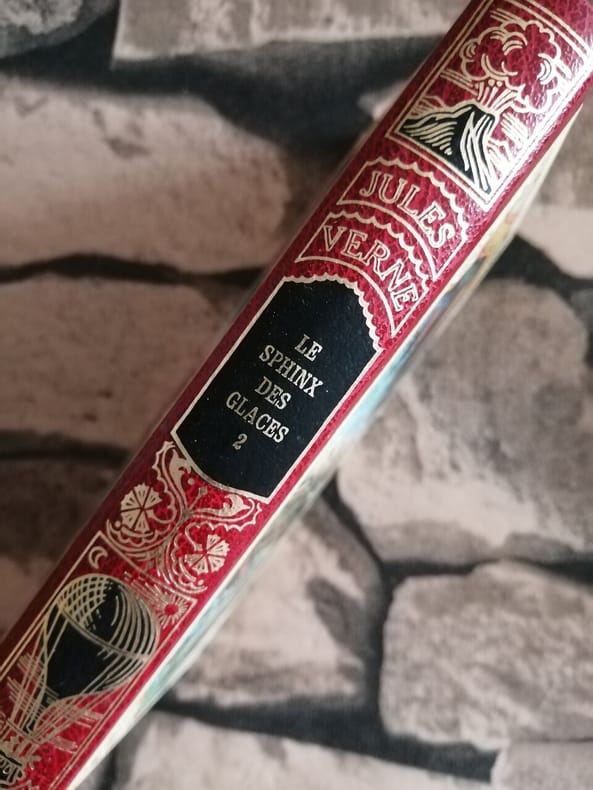 JULES
VERNE
LE
SPHINX
DES
GLACES
2